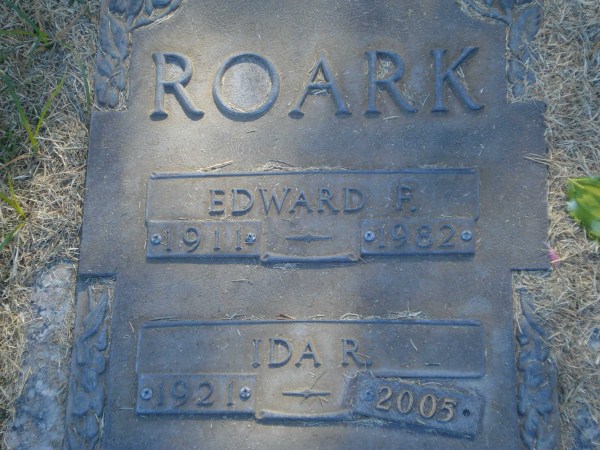 ROARK
EDWARD F.
1911 1982
IDA R.
1921 2005